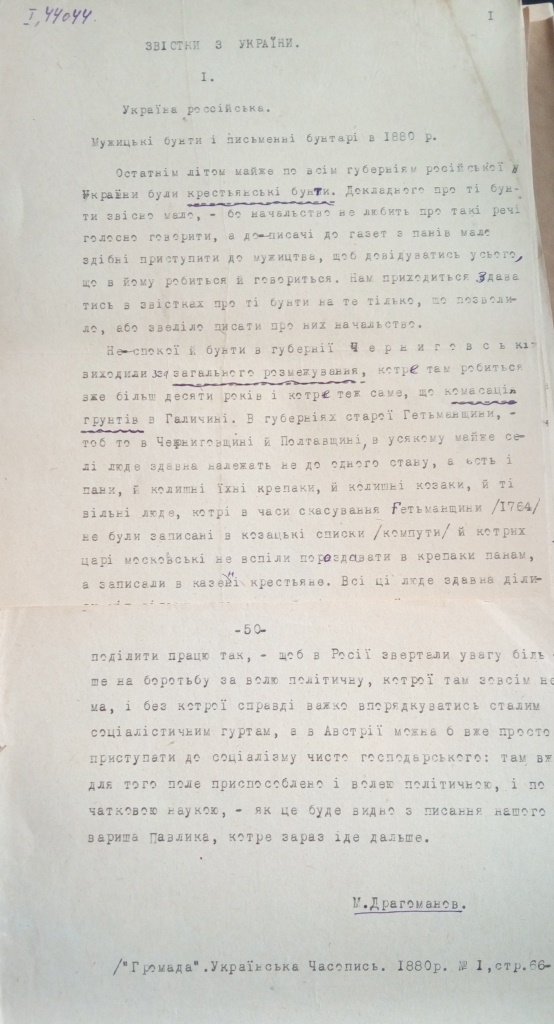 I,44044.
I
ЗВІСТКИ З УКРАЇНИ.
I.
Україна россійська.
Мужицькі бунти і письменні бунтарі в 1880 р.
Останнім літом майже по всім губерніям російської
України були крестьянські бунти. Докладного про ті бун-
ти звісно мало, - бо начальство не любить про такі речі
голосно говорити, а до-писачі до газет з панів мало
здібні приступити до мужицтва, щоб довідуватись усього,
що в йому робиться й говориться. Нам приходиться здава
тись в звістках про ті бунти на те тілько, що позволи-
ло, або звеліло писати про них начальство.
Не-спокої й бунти в губернії Черниговській
виходили за загального розмежування, котре там робиться
вже більш десяти років і котре теж саме, що комасація
грунтів в Галичині. В губерніях старої Гетьманщини, -
тоб то в Черниговщині й Полтавщині, в усякому майже се-
лі люде здавна належать не до одного стану, а єсть і
пани, й колишні їхні крепаки, й колишні козаки, й ті
вільні люде, котрі в часи скасування Гетьманщини /1764/
не були записані в козацькі списки /компути/ й котрих
царі московські не вспіли пороздавати в крепаки панам,
а записали в казенні крестьяне. Всі ці люде здавна діли-
-50-
поділити працю так, - щоб в Росії звертали увагу біль
ше на боротьбу за волю політичну, котрої там зовсім не
ма, і без котрої справді важко впорядкуватись сталим
соціалістичним гуртам, а в Австрії можна б вже просто
приступати до соціалізму чисто господарського: там вж
для того поле приспособлено і волею політичною, і по
чатковою наукою, - як це буде видно з писання нашого
вариша Павлика, котре зараз іде дальше.
М.Драгоманов.
/"Громада".Українська Часопись. 1880р. № I,стр.66-